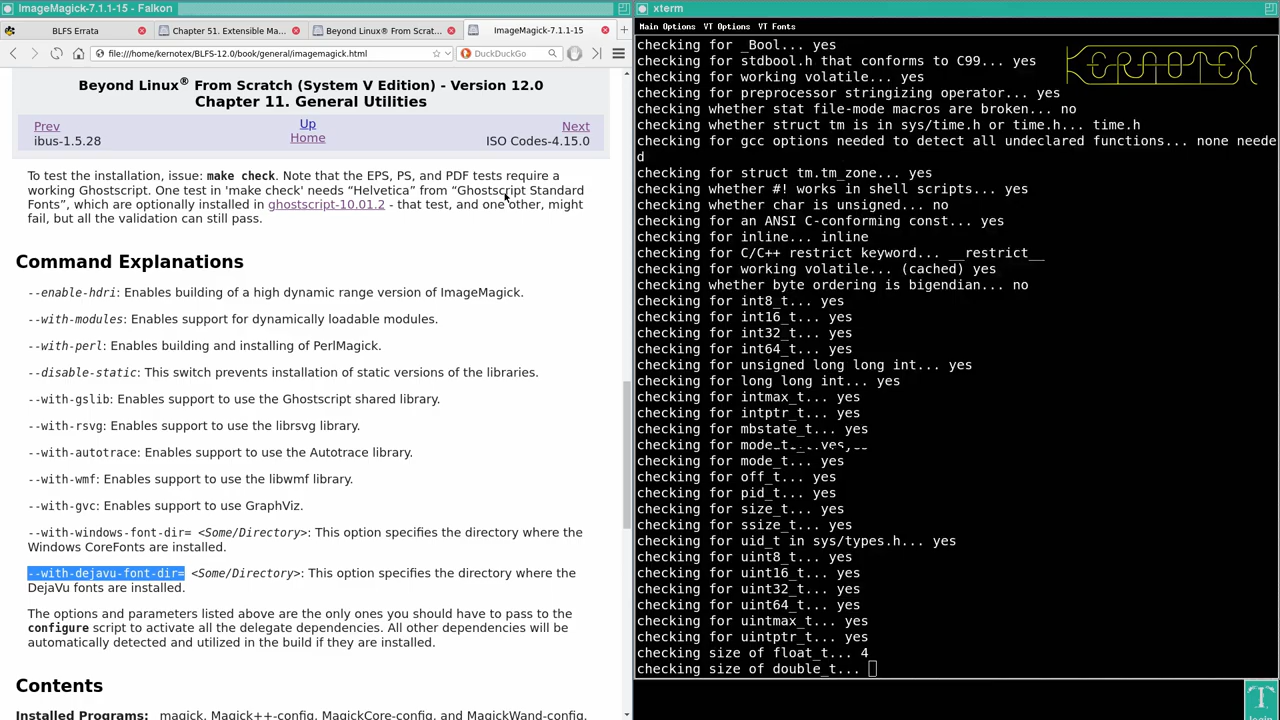 ImageMagick-7.1.1-15 - Falkon
BLFS Errata
Chapter 51. Extensible Ma...
Beyond Linux® From Scrat...
ImageMagick-7.1.1-15
file:///home/kernotex/BLFS-12.0/book/general/imagemagick.html
DuckDuckGo
Beyond Linux® From Scratch (System V Edition) - Version 12.0
Chapter 11. General Utilities
Prev
Up
Next
ibus-1.5.28
Home
ISO Codes-4.15.0
To test the installation, issue: make check. Note that the EPS, PS, and PDF tests require a
working Ghostscript. One test in 'make check' needs “Helvetica” from “Ghostscript Standard
Fonts”, which are optionally installed in ghostscript-10.01.2 - that test, and one other, might
fail, but all the validation can still pass.
Command Explanations
--enable-hdri: Enables building of a high dynamic range version of ImageMagick.
--with-modules: Enables support for dynamically loadable modules.
--with-perl: Enables building and installing of PerlMagick.
--disable-static: This switch prevents installation of static versions of the libraries.
--with-gslib: Enables support to use the Ghostscript shared library.
--with-rsvg: Enables support to use the librsvg library.
--with-autotrace: Enables support to use the Autotrace library.
--with-wmf: Enables support to use the libwmf library.
--with-gvc: Enables support to use GraphViz.
--with-windows-font-dir= <Some/Directory>: This option specifies the directory where the
Windows CoreFonts are installed.
--with-dejavu-font-dir= <Some/Directory>: This option specifies the directory where the
DejaVu fonts are installed.
The options and parameters listed above are the only ones you should have to pass to the
configure script to activate all the delegate dependencies. All other dependencies will be
automatically detected and utilized in the build if they are installed.
Contents
Installed Programs: magick, Magick++-config, MagickCore-config, and MagickWand-config,
xterm
Main Options VT Options VT Fonts
KERNOTEX
checking for _Bool... yes
checking for stdbool.h that conforms to C99... yes
checking for working volatile... yes
checking for preprocessor stringizing operator... yes
checking whether stat file-mode macros are broken... no
checking whether struct tm is in sys/time.h or time.h... time.h
checking for gcc options needed to detect all undeclared functions... none neede
d
checking for struct tm.tm_zone... yes
checking whether #! works in shell scripts... yes
checking whether char is unsigned... no
checking for an ANSI C-conforming const... yes
checking for inline... inline
checking for C/C++ restrict keyword... __restrict__
checking for working volatile... (cached) yes
checking whether byte ordering is bigendian... no
checking for int8_t... yes
checking for int16_t... yes
checking for int32_t... yes
checking for int64_t... yes
checking for unsigned long long int... yes
checking for long long int... yes
checking for intmax_t... yes
checking for intptr_t... yes
checking for mbstate_t... yes
checking for
checking for mode_t... yes
checking for off_t... yes
checking for pid_t... yes
checking for size_t... yes
checking for ssize_t... yes
checking for uid_t in sys/types.h... yes
checking for uint8_t... yes
checking for uint16_t... yes
checking for uint32_t... yes
checking for uint64_t... yes
checking for uintmax_t... yes
checking for uintptr_t... yes
checking size of float_t... 4
checking size of double_t...
login